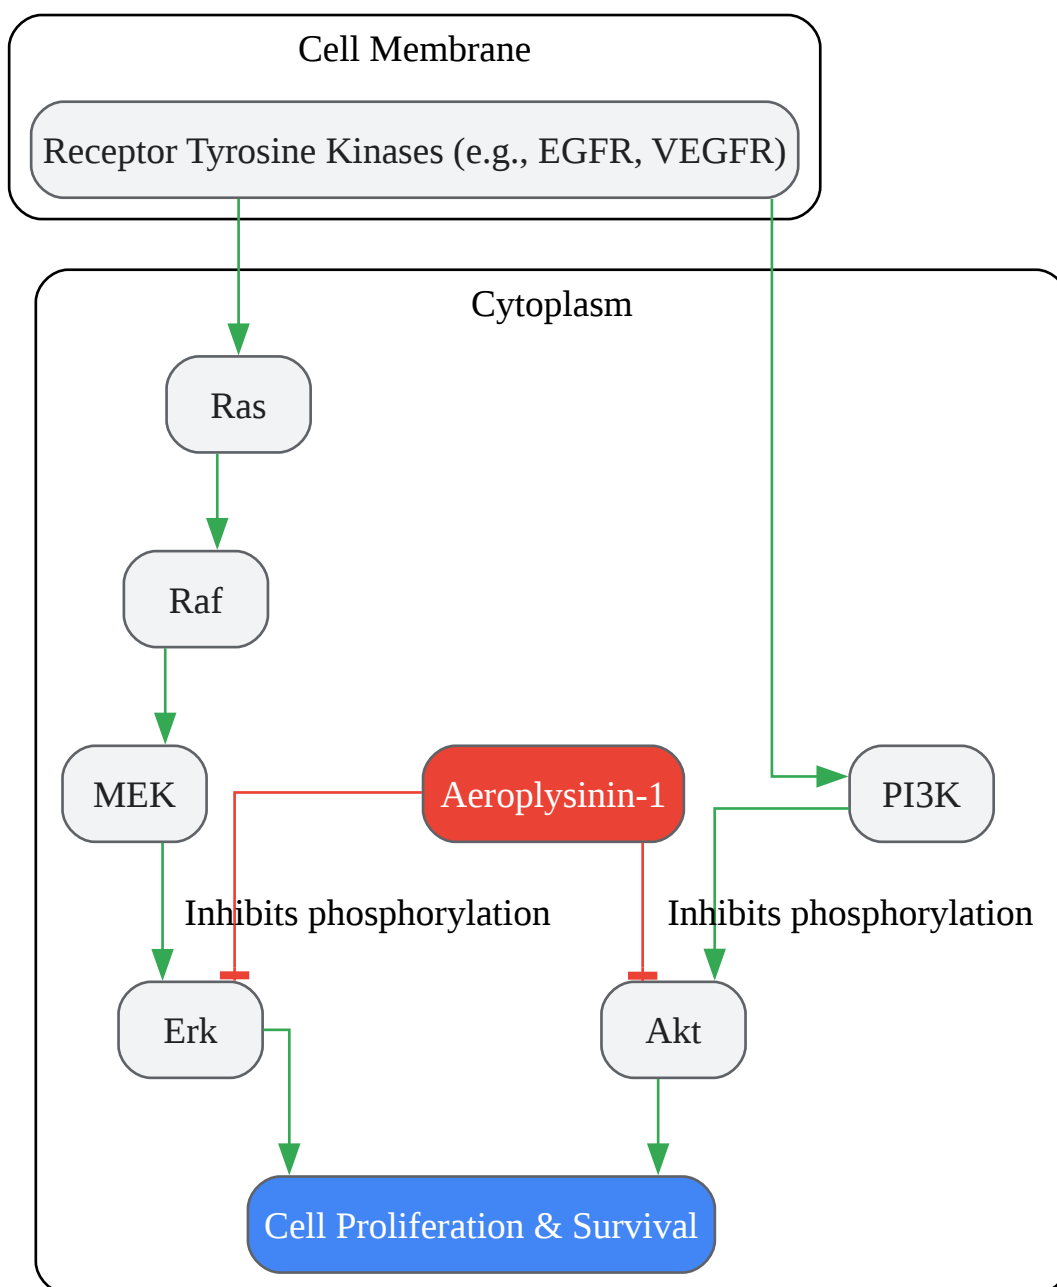 Cell Membrane
Receptor Tyrosine Kinases (e.g., EGFR, VEGFR)
Cytoplasm
Ras
Raf
MEK
Aeroplysinin-1
PI3K
Inhibits phosphorylation
Inhibits phosphorylation
Erk
Akt
Cell Proliferation & Survival